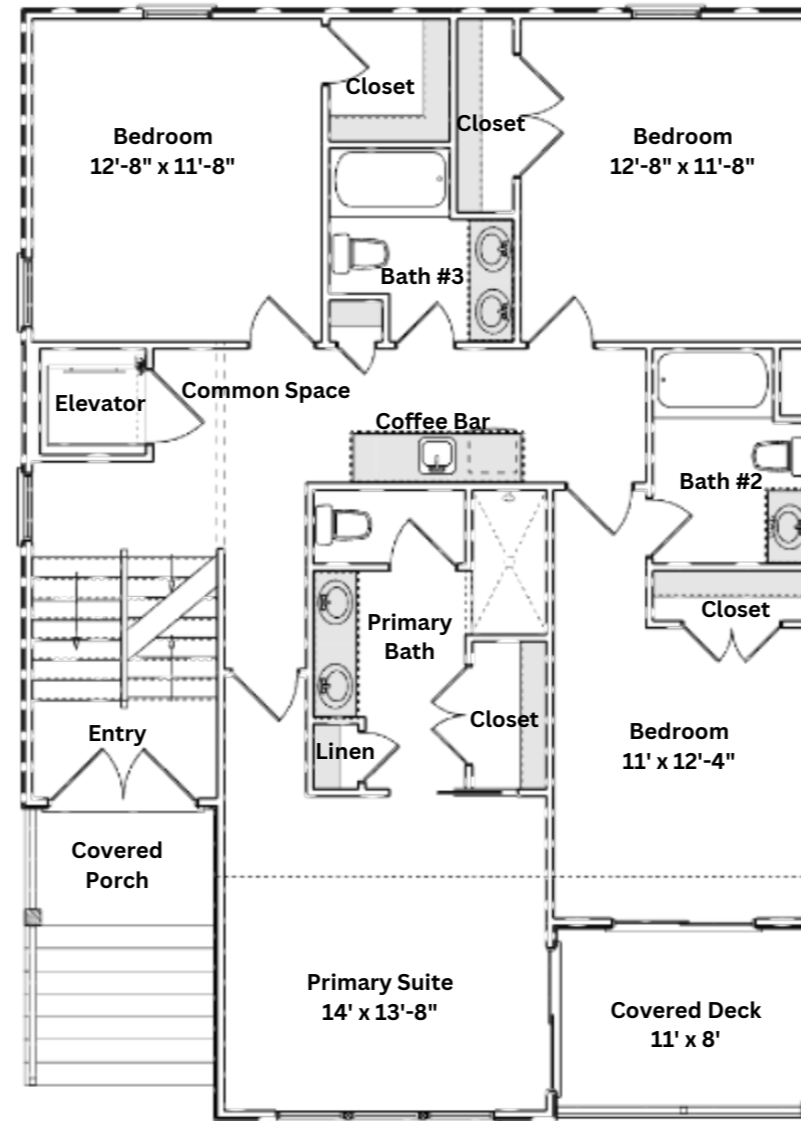 Closet
Closet
Bedroom
12'-8" x 11'-8"
Bedroom
12'-8" x 11'-8"
Bath #3
Common Space
Elevator
Coffee Bar
Bath #2
Closet
Primary
Bath
Closet
Linen
Entry
Bedroom
11' x 12'-4"
Covered
Porch
Primary Suite
14' x 13'-8"
Covered Deck
11' x 8'